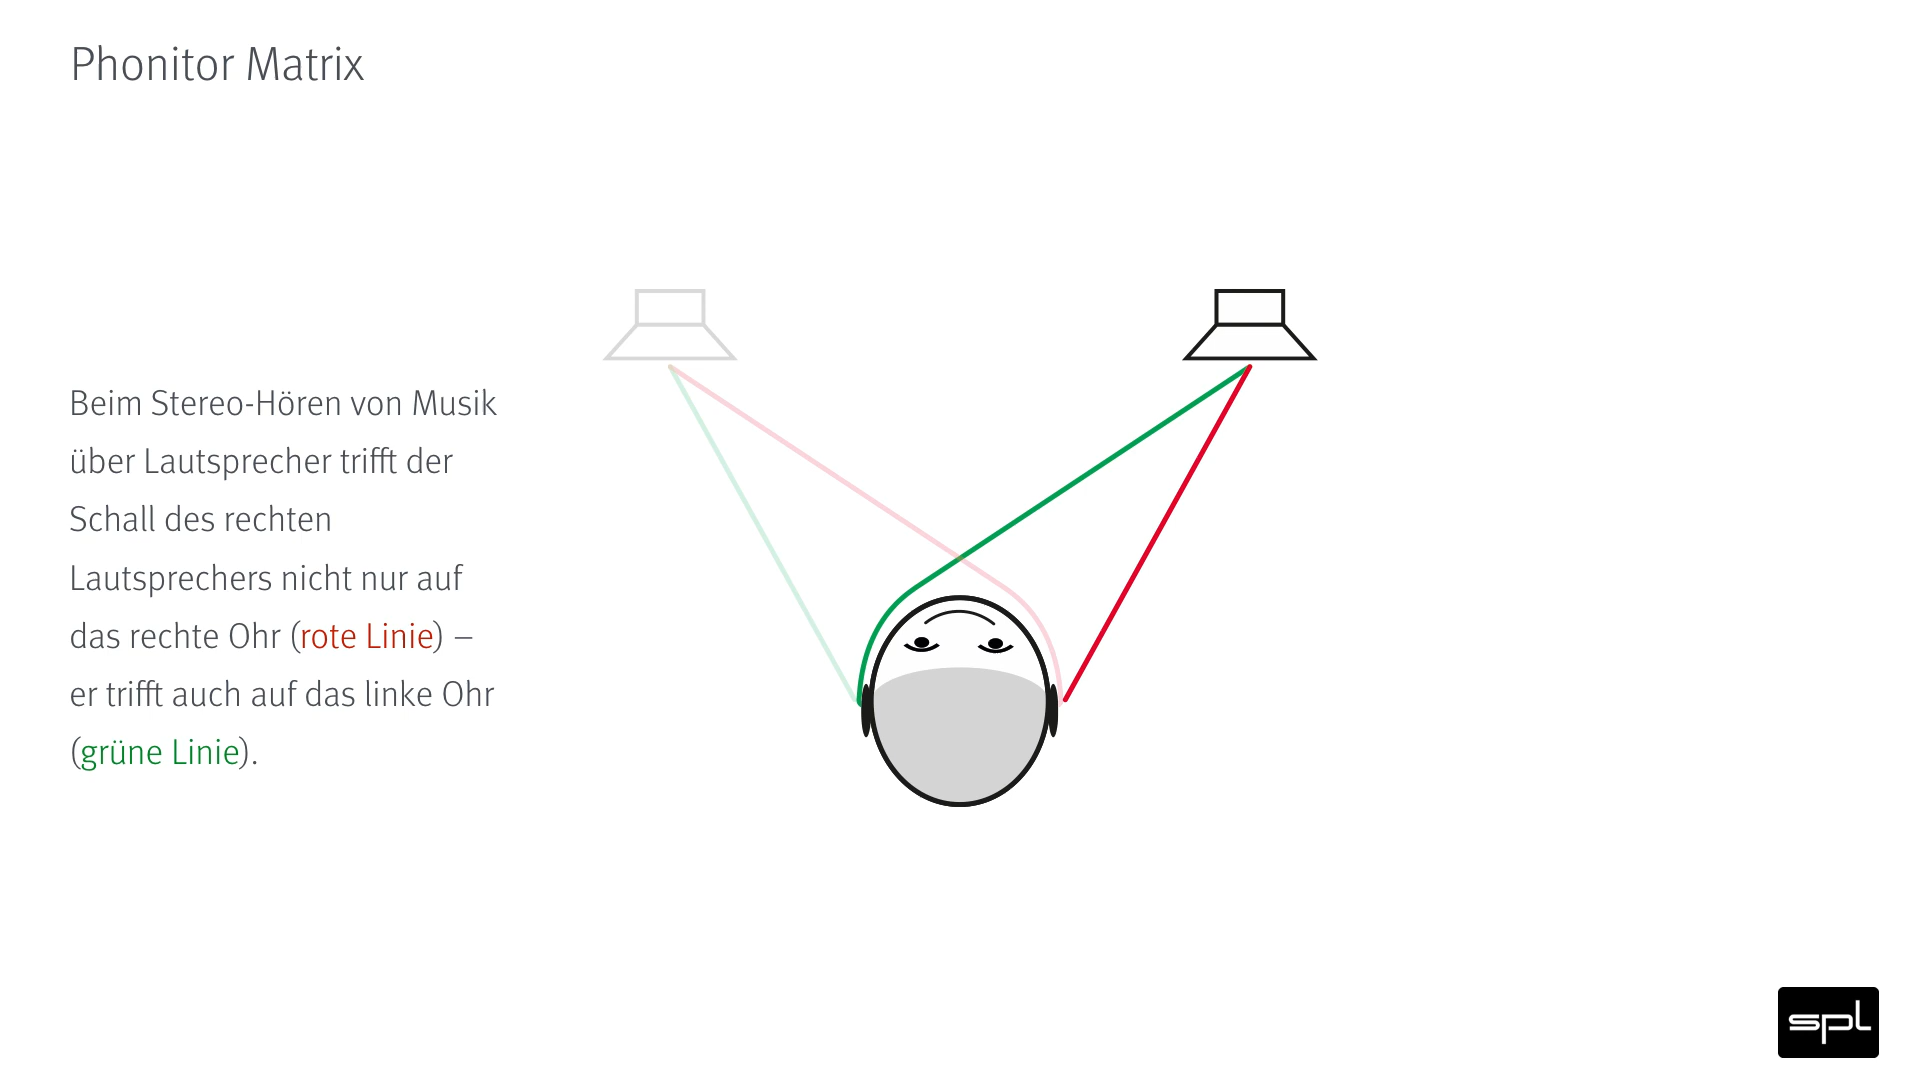 Phonitor Matrix
Beim Stereo-Hören von Musik
über Lautsprecher trifft der
Schall des rechten
Lautsprechers nicht nur auf
das rechte Ohr (rote Linie) –
er trifft auch auf das linke Ohr
(grüne Linie).
spl